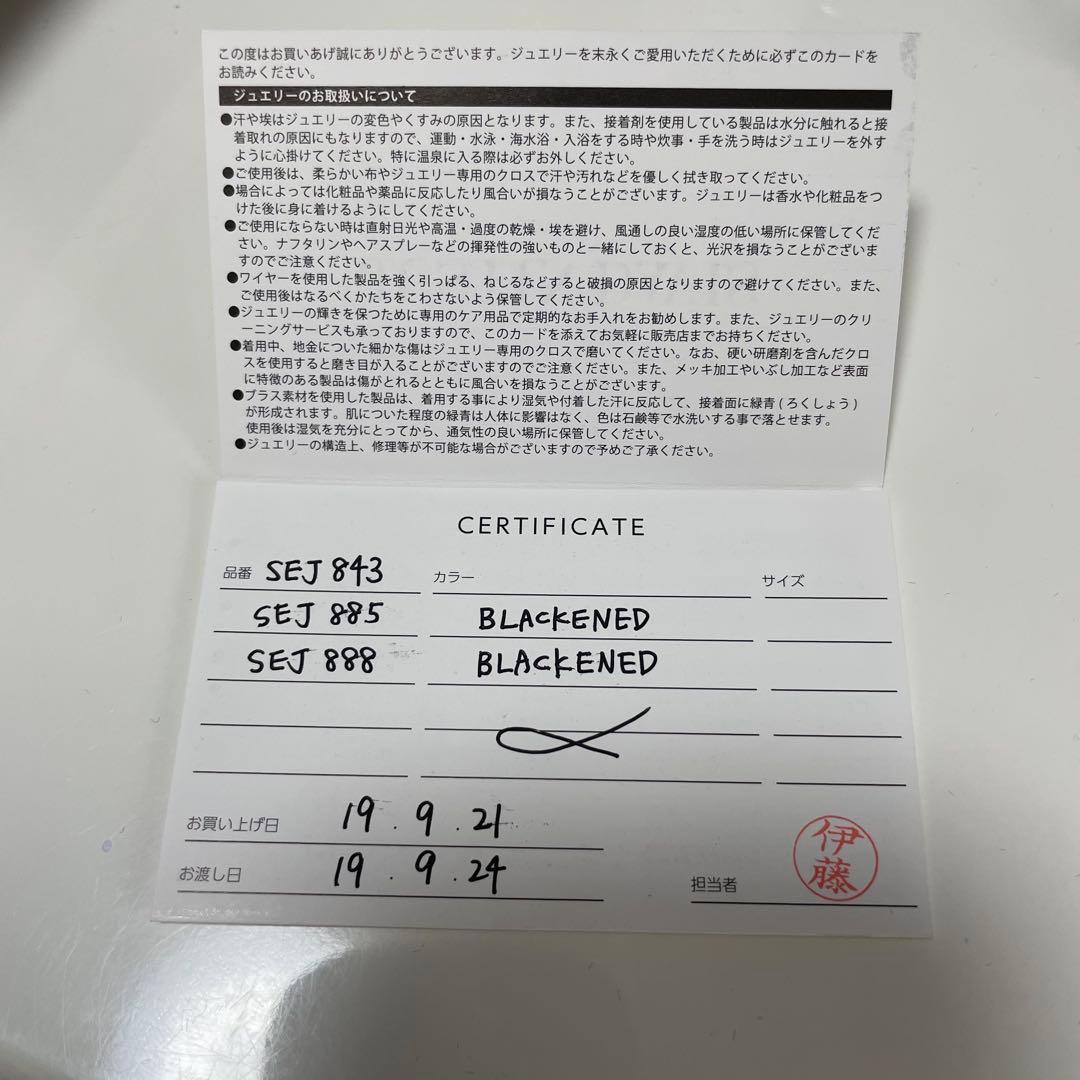 この度はお買いあげ誠にありがとうございます。ジュエリーを末永くご愛用いただくために必ずこのカードを
お読みください。
ジュエリーのお取扱いについて
●汗や埃はジュエリーの変色やくすみの原因となります。また、接着剤を使用している製品は水分に触れると接
着取れの原因にもなりますので、運動・水泳・海水浴・入浴をする時や炊事・手を洗う時はジュエリーを外す
ように心掛けてください。特に温泉に入る際は必ずお外しください。
●ご使用後は、柔らかい布やジュエリー専用のクロスで汗や汚れなどを優しく拭き取ってください。
●場合によっては化粧品や薬品に反応したり風合いが損なうことがございます。ジュエリーは香水や化粧品をつ
けた後に身に着けるようにしてください。
●ご使用にならない時は直射日光や高温・過度の乾燥・埃を避け、風通しの良い湿度の低い場所に保管してくだ
さい。ナフタリンやヘアスプレーなどの揮発性の強いものと一緒にしておくと、光沢を損なうことがございま
すのでご注意ください。
●ワイヤーを使用した製品を強く引っぱる、ねじるなどすると破損の原因となりますので避けてください。また、
ご使用後はなるべくかたちをこわさないよう保管してください。
●ジュエリーの輝きを保つために専用のケア用品で定期的なお手入れをお勧めします。また、ジュエリーのクリ
ーニングサービスも承っておりますので、このカードを添えてお気軽に販売店までお持ちください。
●着用中、地金についた細かな傷はジュエリー専用のクロスで磨いてください。なお、硬い研磨剤を含んだクロ
スを使用すると磨き目が入ることがございますのでご注意ください。また、メッキ加工やいぶし加工など表面
に特徴のある製品は傷がとれるとともに風合いを損なうことがございます。
●ブラス素材を使用した製品は、着用する事により湿気や付着した汗に反応して、接着面に緑青(ろくしょう)
が形成されます。肌についた程度の緑青は人体に影響はなく、色は石鹸等で水洗いする事で落とせます。
使用後は湿気を充分にとってから、通気性の良い場所に保管してください。
●ジュエリーの構造上、修理等が不可能な場合がございますので予めご了承ください。
CERTIFICATE
品番 SEJ 843 カラー サイズ
SEJ 885 BLACKENED
SEJ 888 BLACKENED
お買い上げ日 19 . 9 . 21
お渡し日 19 . 9 . 24
担当者 伊藤